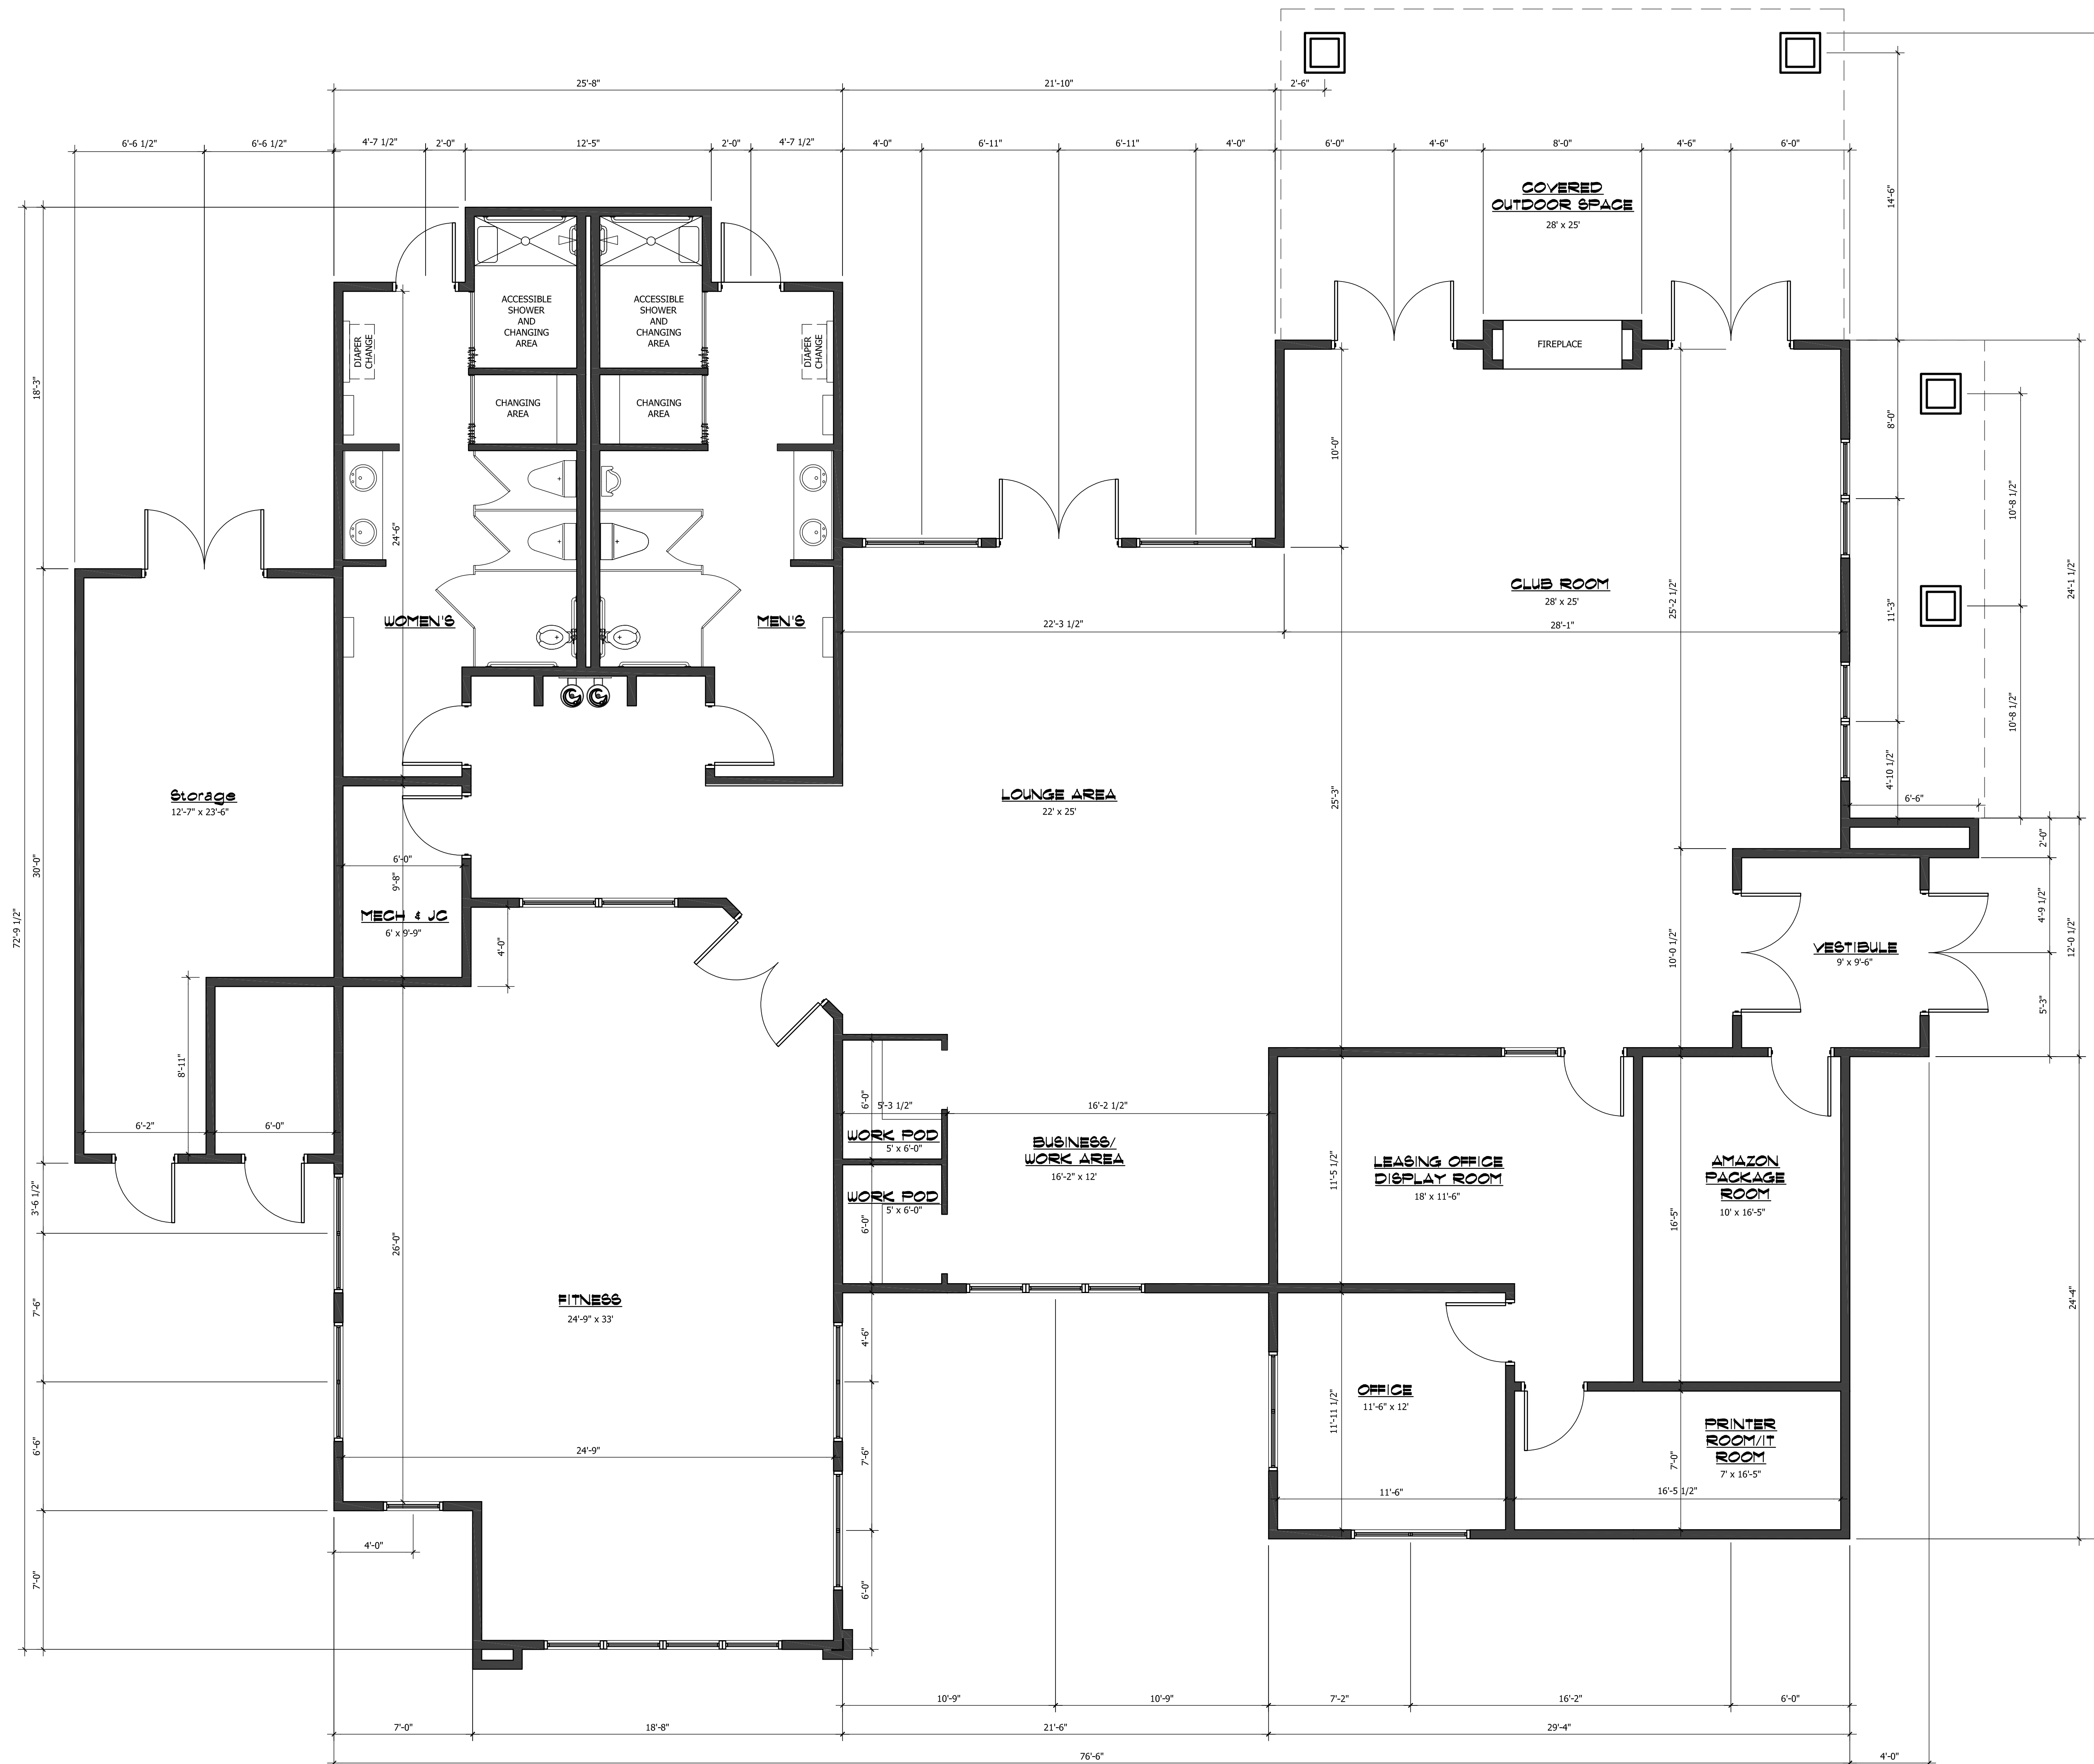 25'-8"
21'-10"
2'-6"
6'-6 1/2"
6'-6 1/2"
4'-7 1/2"
2'-0"
12'-5"
2'-0"
4'-7 1/2"
4'-0"
6'-11"
6'-11"
4'-0"
6'-0"
4'-6"
8'-0"
4'-6"
6'-0"
14'-6"
COVERED
OUTDOOR SPACE
28' x 25'
ACCESSIBLE
SHOWER
AND
CHANGING
AREA
ACCESSIBLE
SHOWER
AND
CHANGING
AREA
DIAPER
CHANGE
DIAPER
CHANGE
FIREPLACE
18'-3"
CHANGING
AREA
CHANGING
AREA
10'-0"
8'-0"
10'-8 1/2"
24'-6"
24'-1 1/2"
CLUB ROOM
28' x 25'
25'-2 1/2"
11'-3"
WOMEN'S
MEN'S
22'-3 1/2"
28'-1"
10'-8 1/2"
4'-10 1/2"
Storage
12'-7" x 23'-6"
LOUNGE AREA
22' x 25'
25'-3"
6'-6"
2'-0"
30'-0"
6'-0"
9'-8"
MECH & JC
6' x 9'-9"
4'-0"
72'-9 1/2"
10'-0 1/2"
VESTIBULE
9' x 9'-6"
4'-9 1/2"
12'-0 1/2"
5'-3"
8'-11"
6'-2"
6'-0"
6'-0"
5'-3 1/2"
16'-2 1/2"
WORK POD
5' x 6'-0"
BUSINESS/
WORK AREA
16'-2" x 12'
11'-5 1/2"
LEASING OFFICE
DISPLAY ROOM
18' x 11'-6"
AMAZON
PACKAGE
ROOM
10' x 16'-5"
WORK POD
5' x 6'-0"
6'-0"
16'-5"
3'-6 1/2"
26'-0"
7'-6"
FITNESS
24'-9" x 33'
4'-6"
24'-4"
OFFICE
11'-6" x 12'
11'-11 1/2"
PRINTER
ROOM/IT
ROOM
7' x 16'-5"
6'-6"
24'-9"
7'-6"
7'-0"
11'-6"
16'-5 1/2"
4'-0"
7'-0"
6'-0"
10'-9"
10'-9"
7'-2"
16'-2"
6'-0"
7'-0"
18'-8"
21'-6"
29'-4"
76'-6"
4'-0"